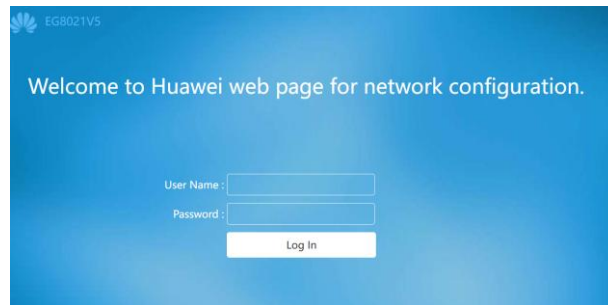 EG8021V5
Welcome to Huawei web page for network configuration.
User Name :
Password :
Log In